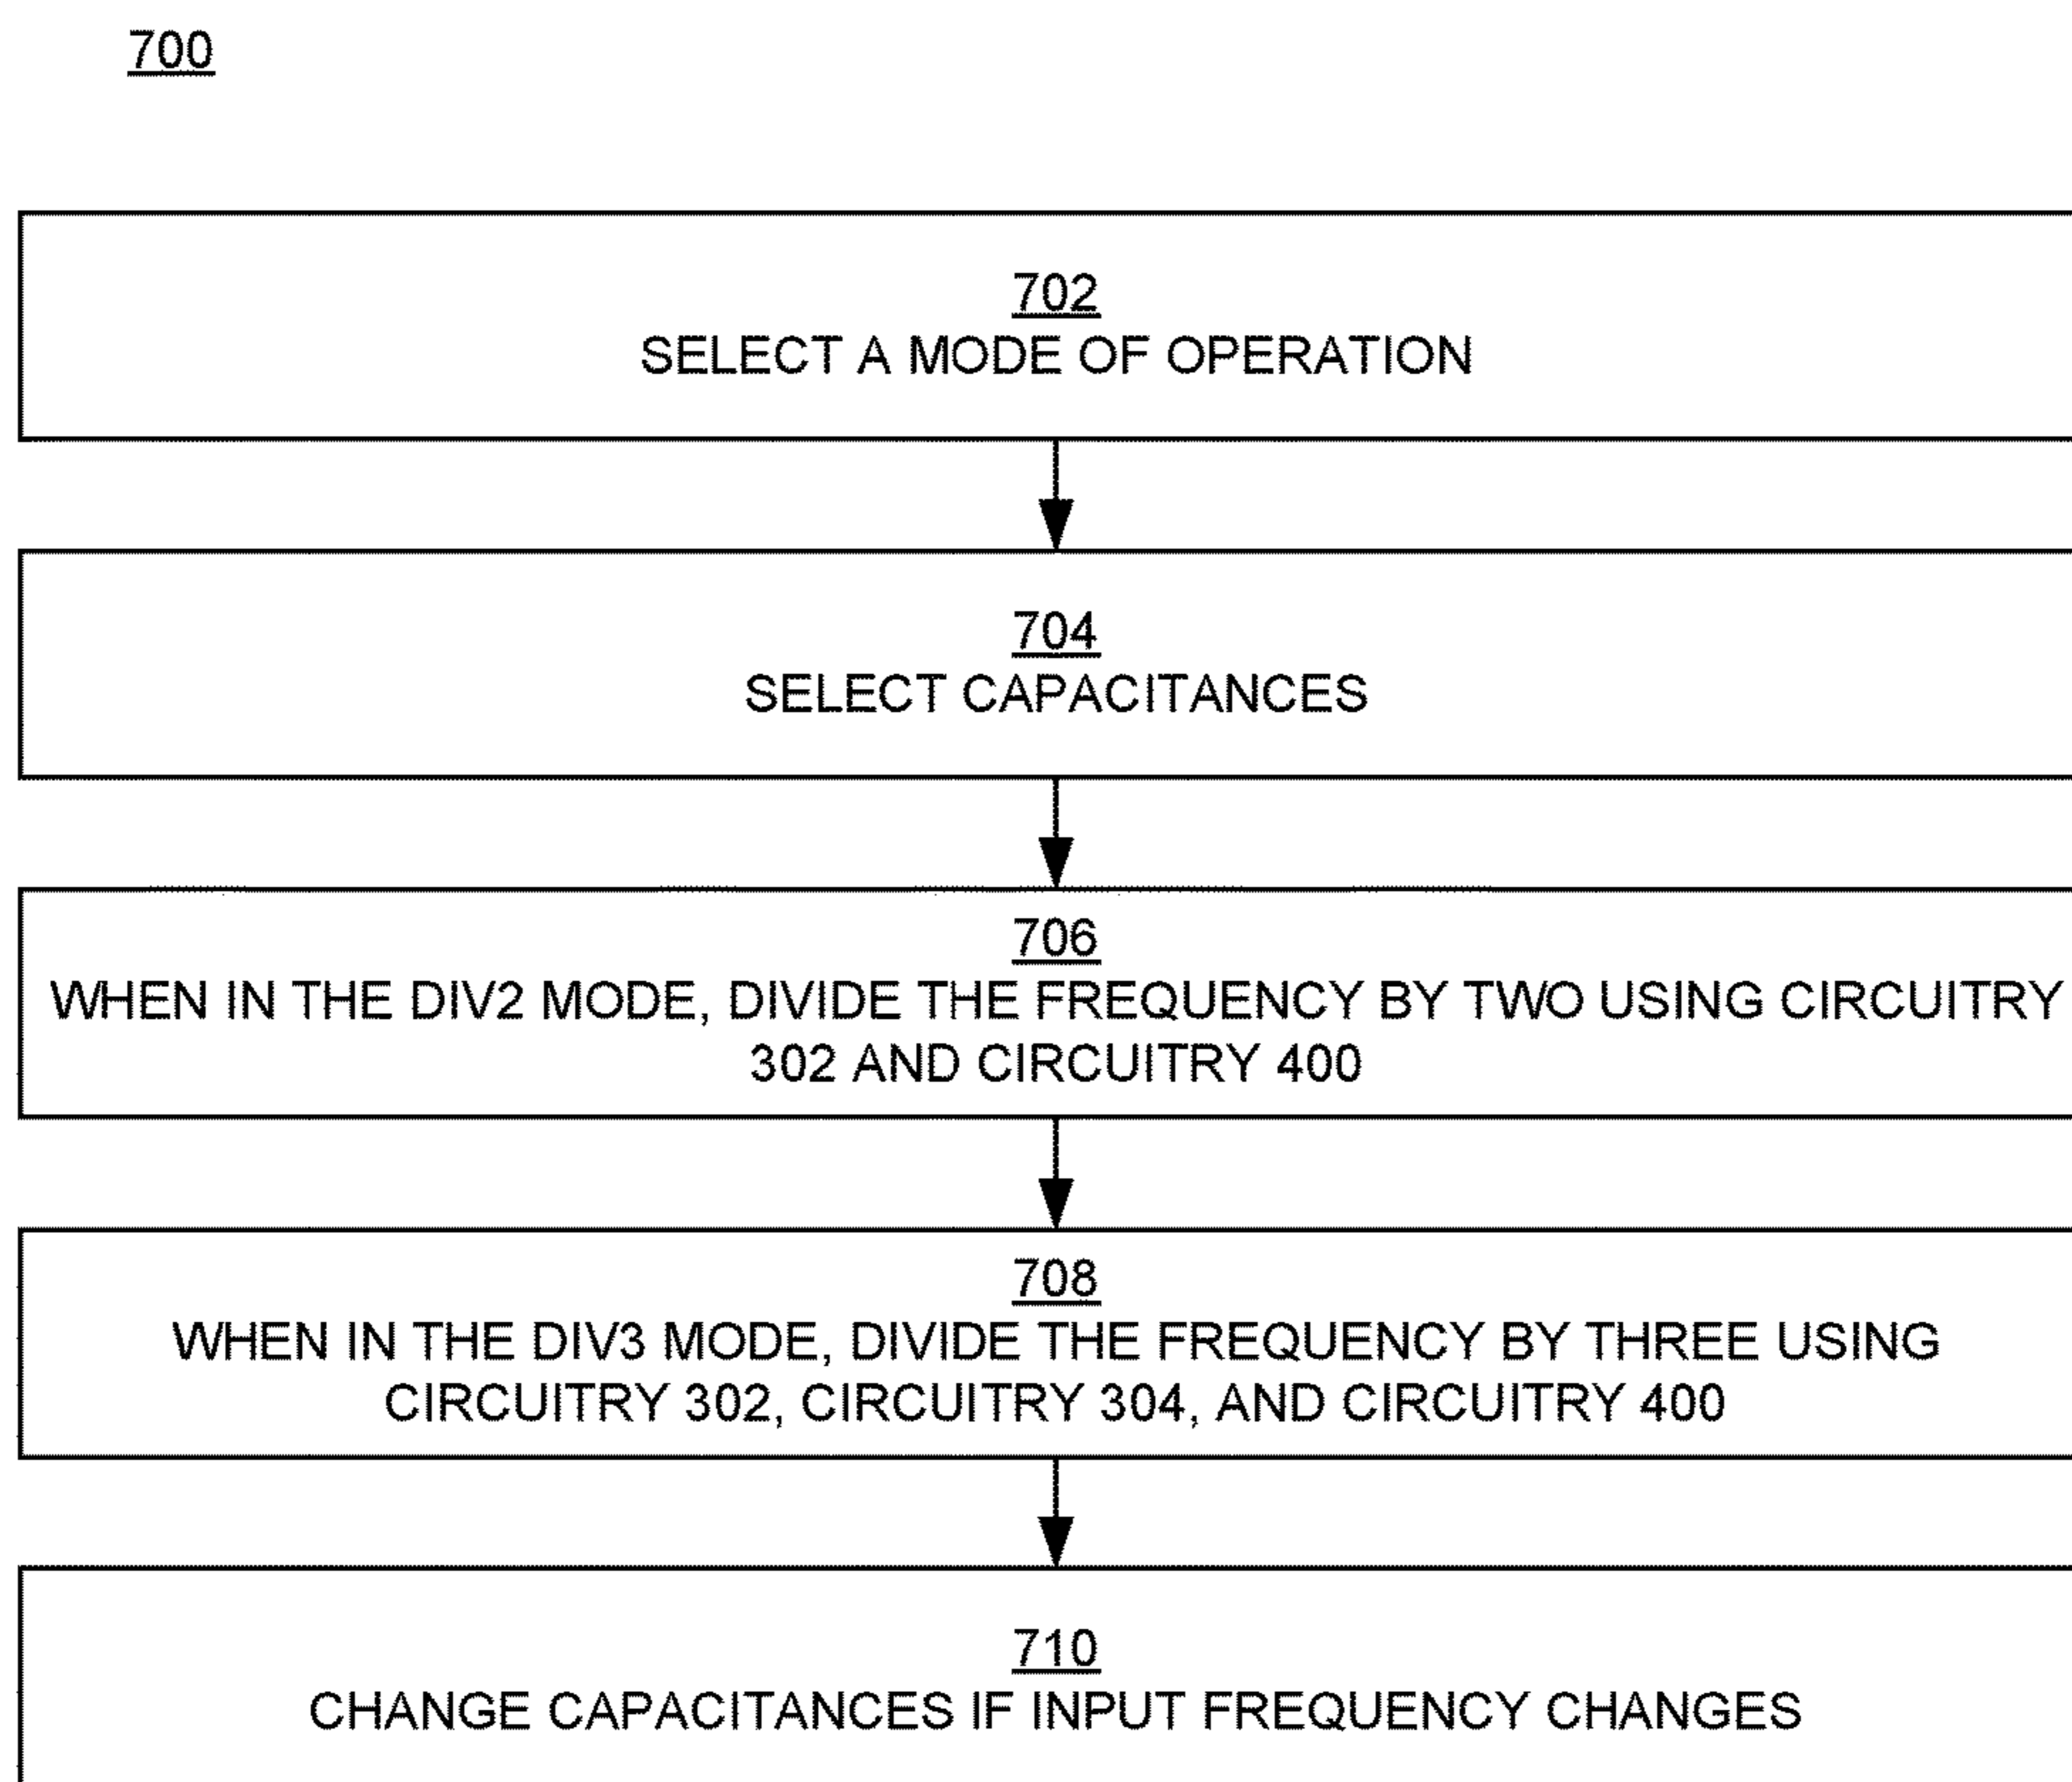 700
702
SELECT A MODE OF OPERATION
704
SELECT CAPACITANCES
706
WHEN IN THE DIV2 MODE, DIVIDE THE FREQUENCY BY TWO USING CIRCUITRY
302 AND CIRCUITRY 400
708
WHEN IN THE DIV3 MODE, DIVIDE THE FREQUENCY BY THREE USING
CIRCUITRY 302, CIRCUITRY 304, AND CIRCUITRY 400
710
CHANGE CAPACITANCES IF INPUT FREQUENCY CHANGES